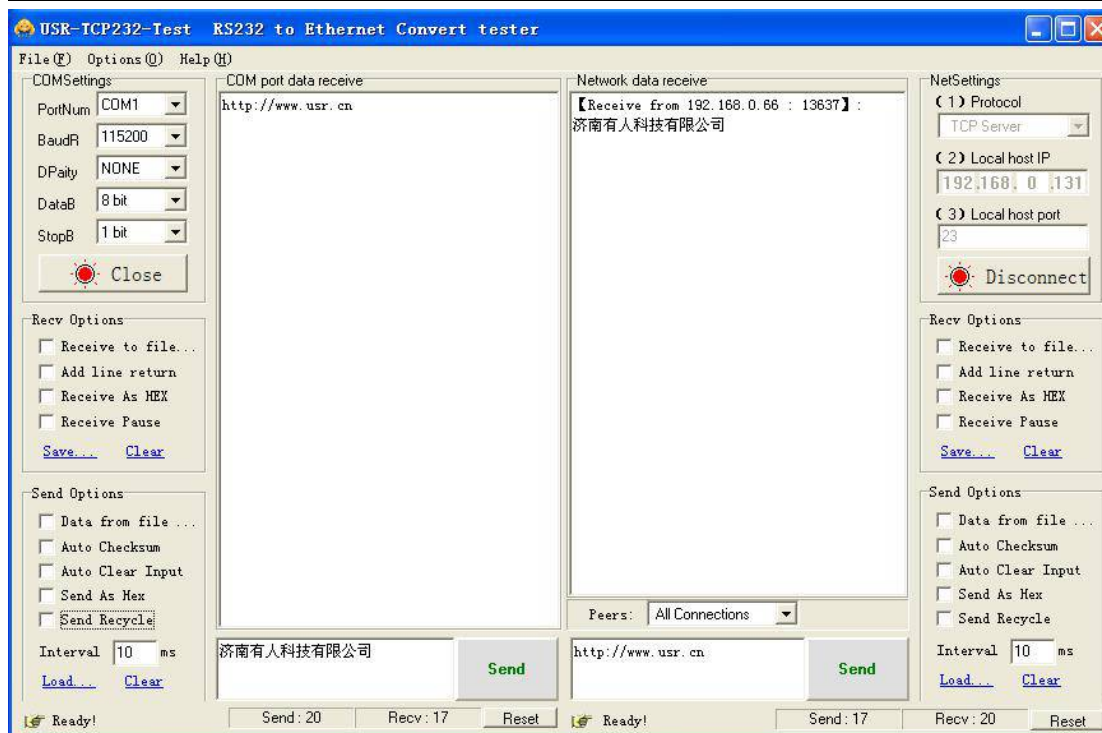 USR-TCP232-Test RS232 to Ethernet Convert tester
File(F) Options(O) Help(H)
COMSettings
PortNum COM1
BaudR 115200
DPaity NONE
DataB 8 bit
StopB 1 bit
Close
Recv Options
Receive to file...
Add line return
Receive As HEX
Receive Pause
Save... Clear
Send Options
Data from file ...
Auto Checksum
Auto Clear Input
Send As Hex
Send Recycle
Interval 10 ms
Load... Clear
COM port data receive
http://www.usr.cn
济南有人科技有限公司
Send
Ready!
Send : 20
Recv : 17
Reset
Network data receive
【Receive from 192.168.0.66 : 13637】:
济南有人科技有限公司
Peers: All Connections
http://www.usr.cn
Send
Ready!
Send : 17
Recv : 20
Reset
NetSettings
( 1 ) Protocol
TCP Server
( 2 ) Local host IP
192.168. 0 .131
( 3 ) Local host port
23
Disconnect
Recv Options
Receive to file...
Add line return
Receive As HEX
Receive Pause
Save... Clear
Send Options
Data from file ...
Auto Checksum
Auto Clear Input
Send As Hex
Send Recycle
Interval 10 ms
Load... Clear